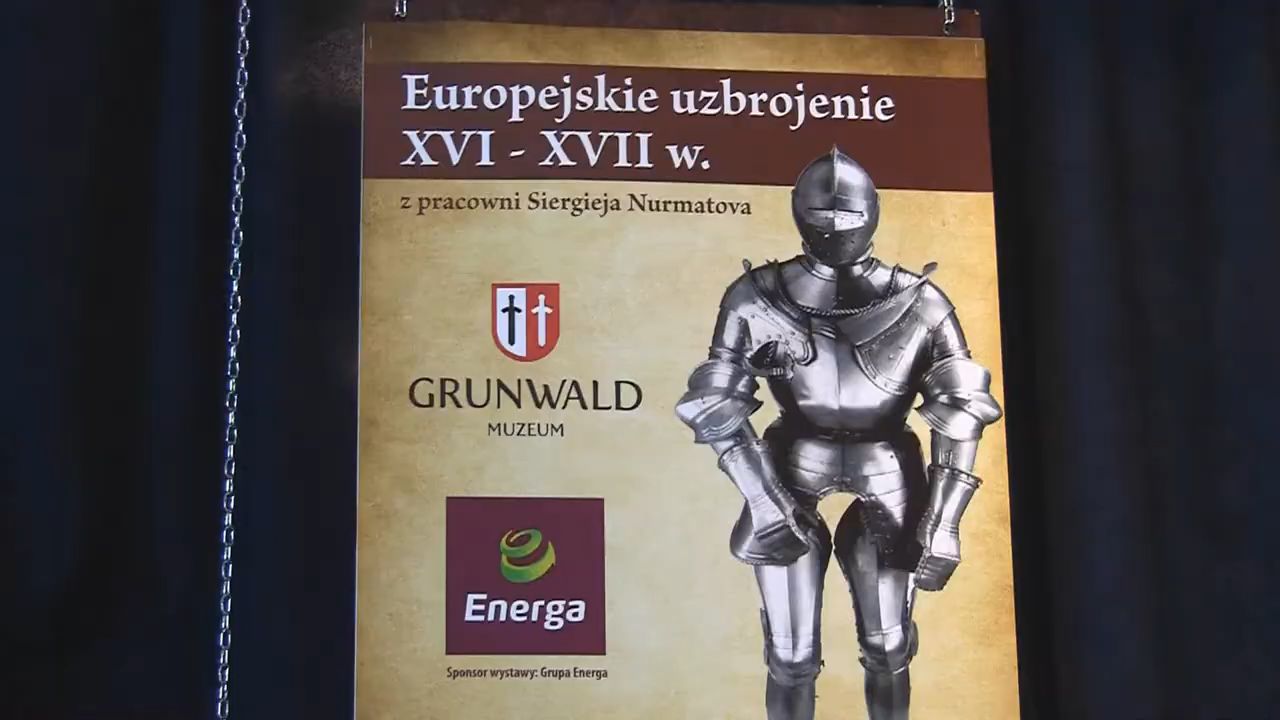 Europejskie uzbrojenie
XVI - XVII w.
z pracowni Siergieja Nurmatova
GRUNWALD
MUZEUM
Energa
Sponsor wystawy: Grupa Energa